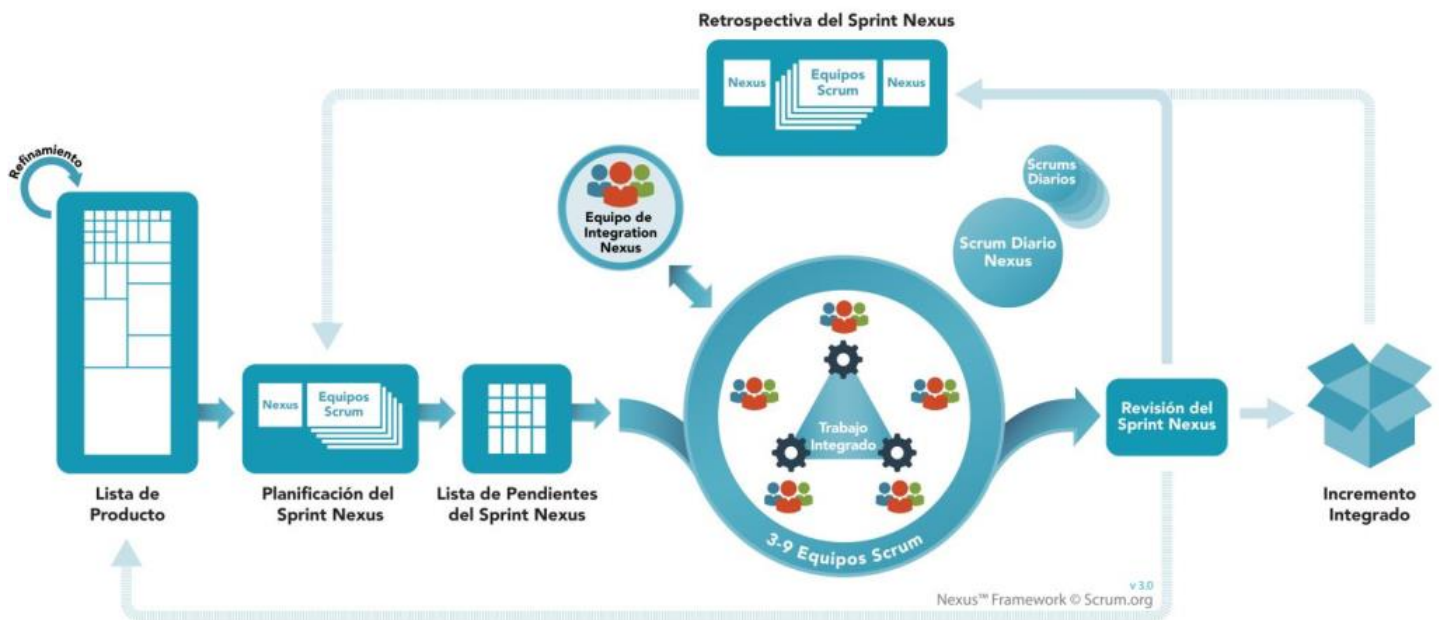 Retrospectiva del Sprint Nexus
Nexus
Equipos
Scrum
Nexus
Refinamiento
Equipo de
Integration
Nexus
Scrums
Diarios
Scrum Diario
Nexus
Nexus
Equipos
Scrum
Trabajo
Integrado
Revisión del
Sprint Nexus
Lista de
Producto
Planificación del
Sprint Nexus
Lista de Pendientes
del Sprint Nexus
3-9 Equipos Scrum
Incremento
Integrado
v 3.0
Nexus™ Framework © Scrum.org